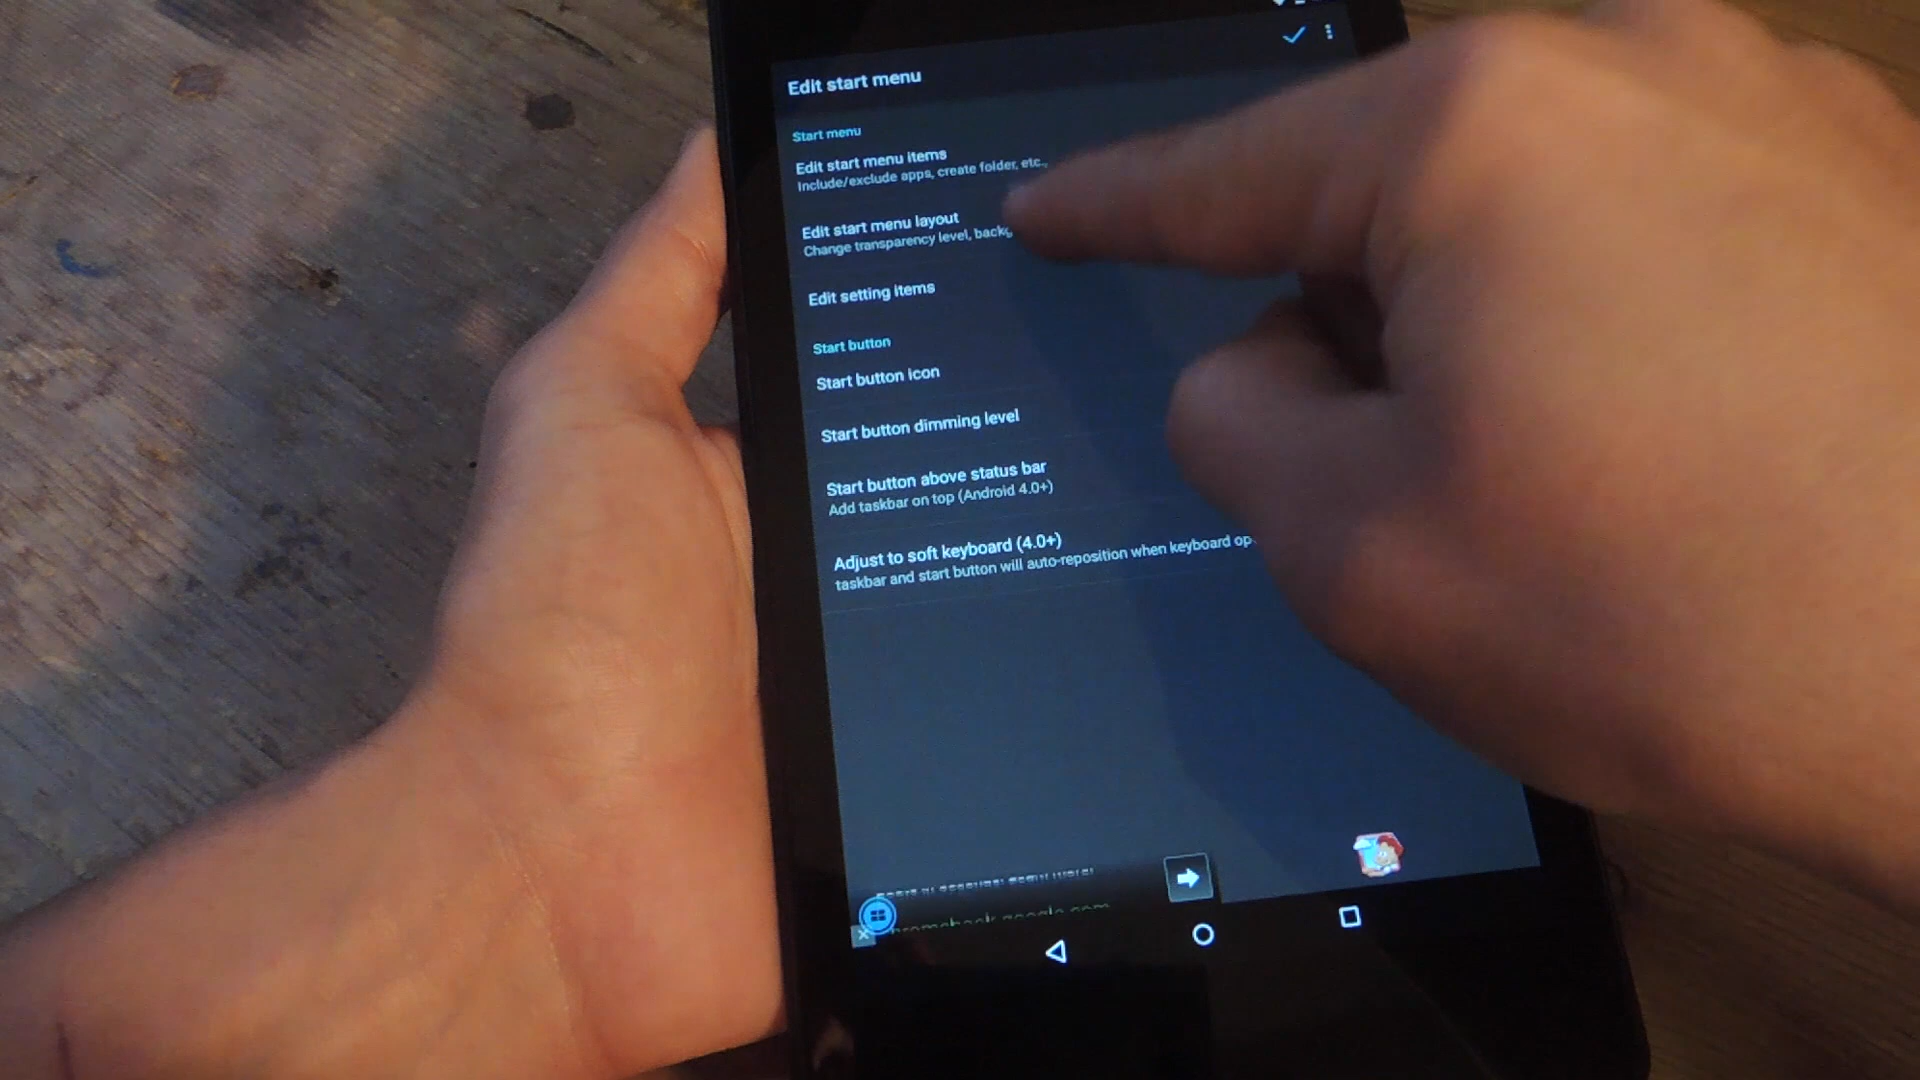 Edit start menu
Start menu
Edit start menu items
Include/exclude apps, create folder, etc..
Edit start menu layout
Change transparency level,
Edit setting items
Start button
Start button icon
Start button dimming level
Start button above status bar
Add taskbar on top (Android 4.0+)
Adjust to soft keyboard (4.0+)
taskbar and start button will auto-reposition when keyboard